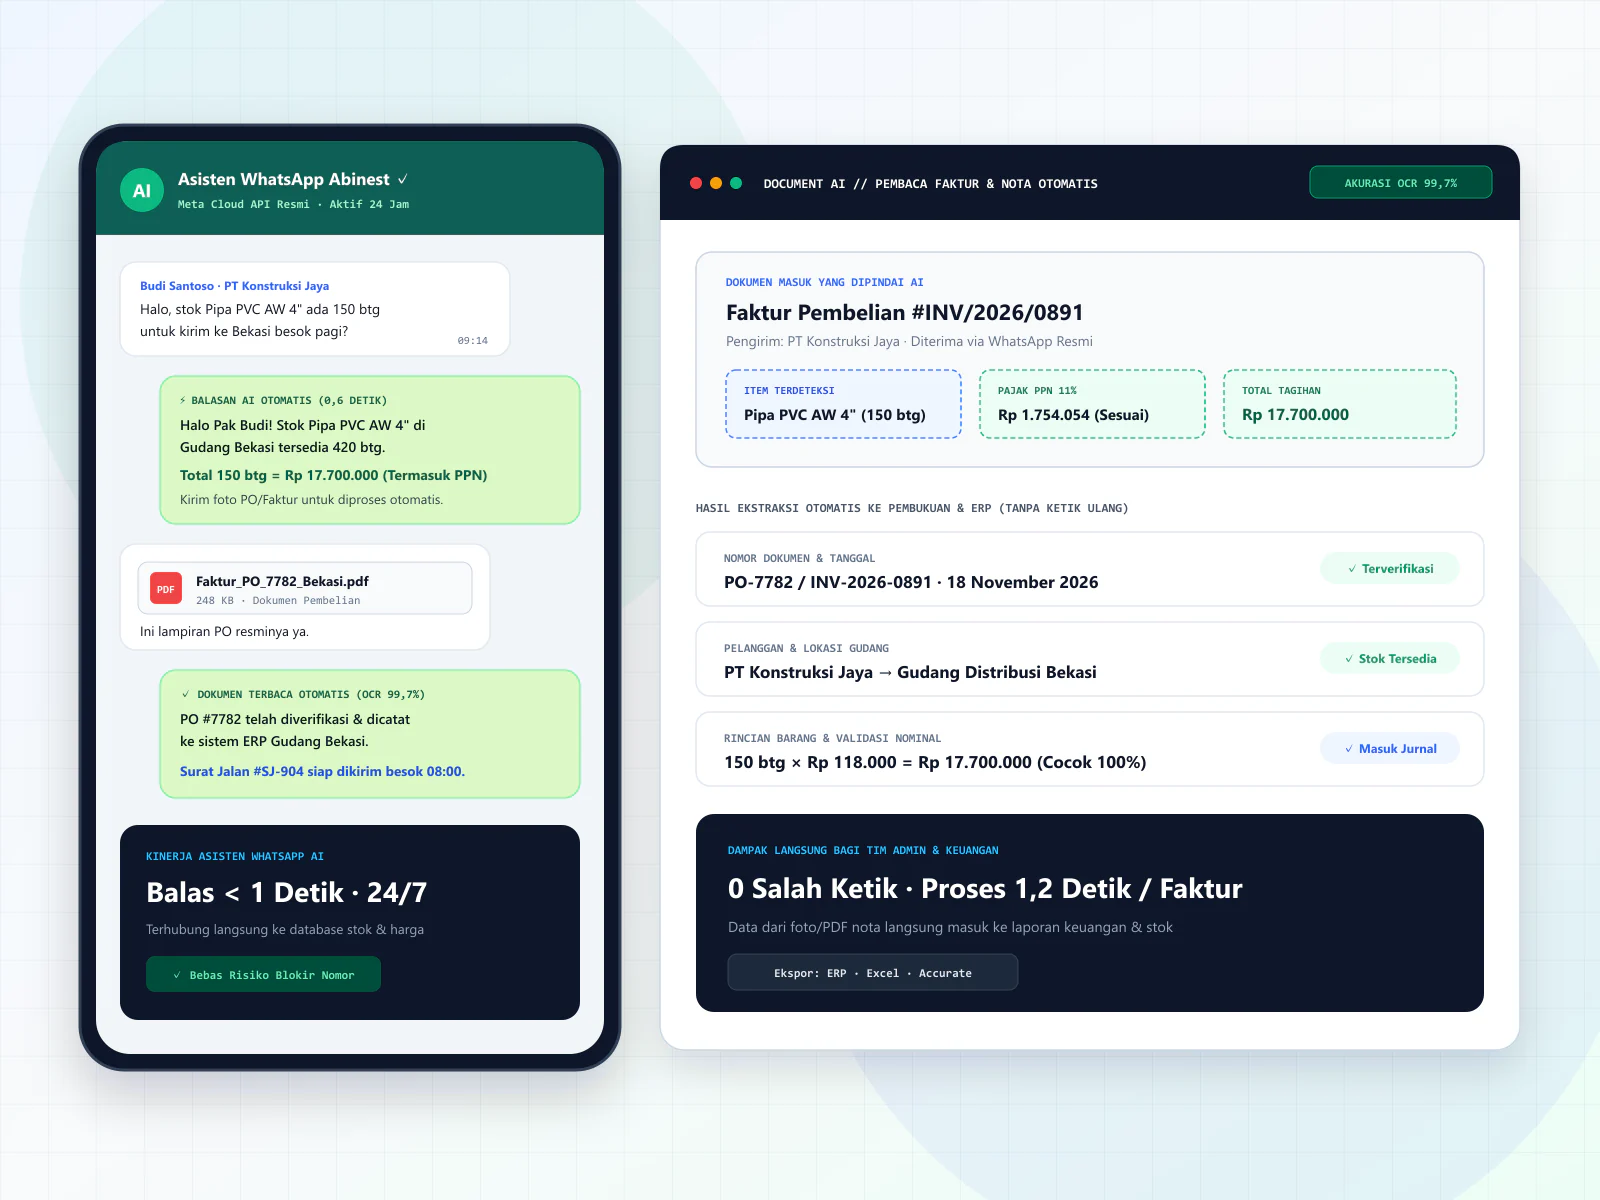 AI
Asisten WhatsApp Abinest ✓
Meta Cloud API Resmi · Aktif 24 Jam
Budi Santoso · PT Konstruksi Jaya
Halo, stok Pipa PVC AW 4" ada 150 btg
untuk kirim ke Bekasi besok pagi?
09:14
⚡ BALASAN AI OTOMATIS (0,6 DETIK)
Halo Pak Budi! Stok Pipa PVC AW 4" di
Gudang Bekasi tersedia 420 btg.
Total 150 btg = Rp 17.700.000 (Termasuk PPN)
Kirim foto PO/Faktur untuk diproses otomatis.
PDF
Faktur_PO_7782_Bekasi.pdf
248 KB · Dokumen Pembelian
Ini lampiran PO resminya ya.
✓ DOKUMEN TERBACA OTOMATIS (OCR 99,7%)
PO #7782 telah diverifikasi & dicatat
ke sistem ERP Gudang Bekasi.
Surat Jalan #SJ-904 siap dikirim besok 08:00.
KINERJA ASISTEN WHATSAPP AI
Balas < 1 Detik · 24/7
Terhubung langsung ke database stok & harga
✓ Bebas Risiko Blokir Nomor
DOCUMENT AI // PEMBACA FAKTUR & NOTA OTOMATIS
AKURASI OCR 99,7%
DOKUMEN MASUK YANG DIPINDAI AI
Faktur Pembelian #INV/2026/0891
Pengirim: PT Konstruksi Jaya · Diterima via WhatsApp Resmi
ITEM TERDETEKSI
Pipa PVC AW 4" (150 btg)
PAJAK PPN 11%
Rp 1.754.054 (Sesuai)
TOTAL TAGIHAN
Rp 17.700.000
HASIL EKSTRAKSI OTOMATIS KE PEMBUKUAN & ERP (TANPA KETIK ULANG)
NOMOR DOKUMEN & TANGGAL
PO-7782 / INV-2026-0891 · 18 November 2026
✓ Terverifikasi
PELANGGAN & LOKASI GUDANG
PT Konstruksi Jaya → Gudang Distribusi Bekasi
✓ Stok Tersedia
RINCIAN BARANG & VALIDASI NOMINAL
150 btg × Rp 118.000 = Rp 17.700.000 (Cocok 100%)
✓ Masuk Jurnal
DAMPAK LANGSUNG BAGI TIM ADMIN & KEUANGAN
0 Salah Ketik · Proses 1,2 Detik / Faktur
Data dari foto/PDF nota langsung masuk ke laporan keuangan & stok
Ekspor: ERP · Excel · Accurate